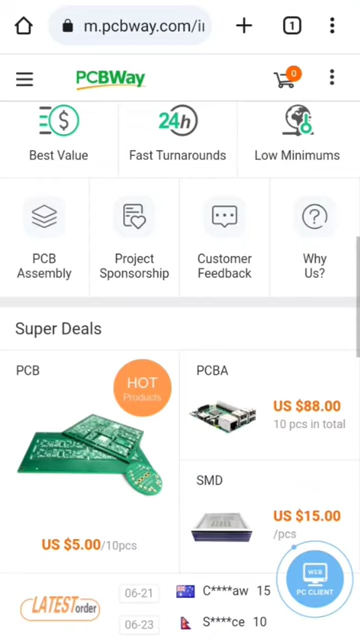 m.pcbway.com/i
1
PCBWay
0
$
24h
Best Value
Fast Turnarounds
Low Minimums
PCB Assembly
Project Sponsorship
Customer Feedback
?
Why Us?
Super Deals
PCB
HOT
Products
US $5.00/10pcs
PCBA
US $88.00
10 pcs in total
SMD
US $15.00
/pcs
WEB
PC CLIENT
LATEST order
06-21
C****aw 15
06-23
S****ce 10